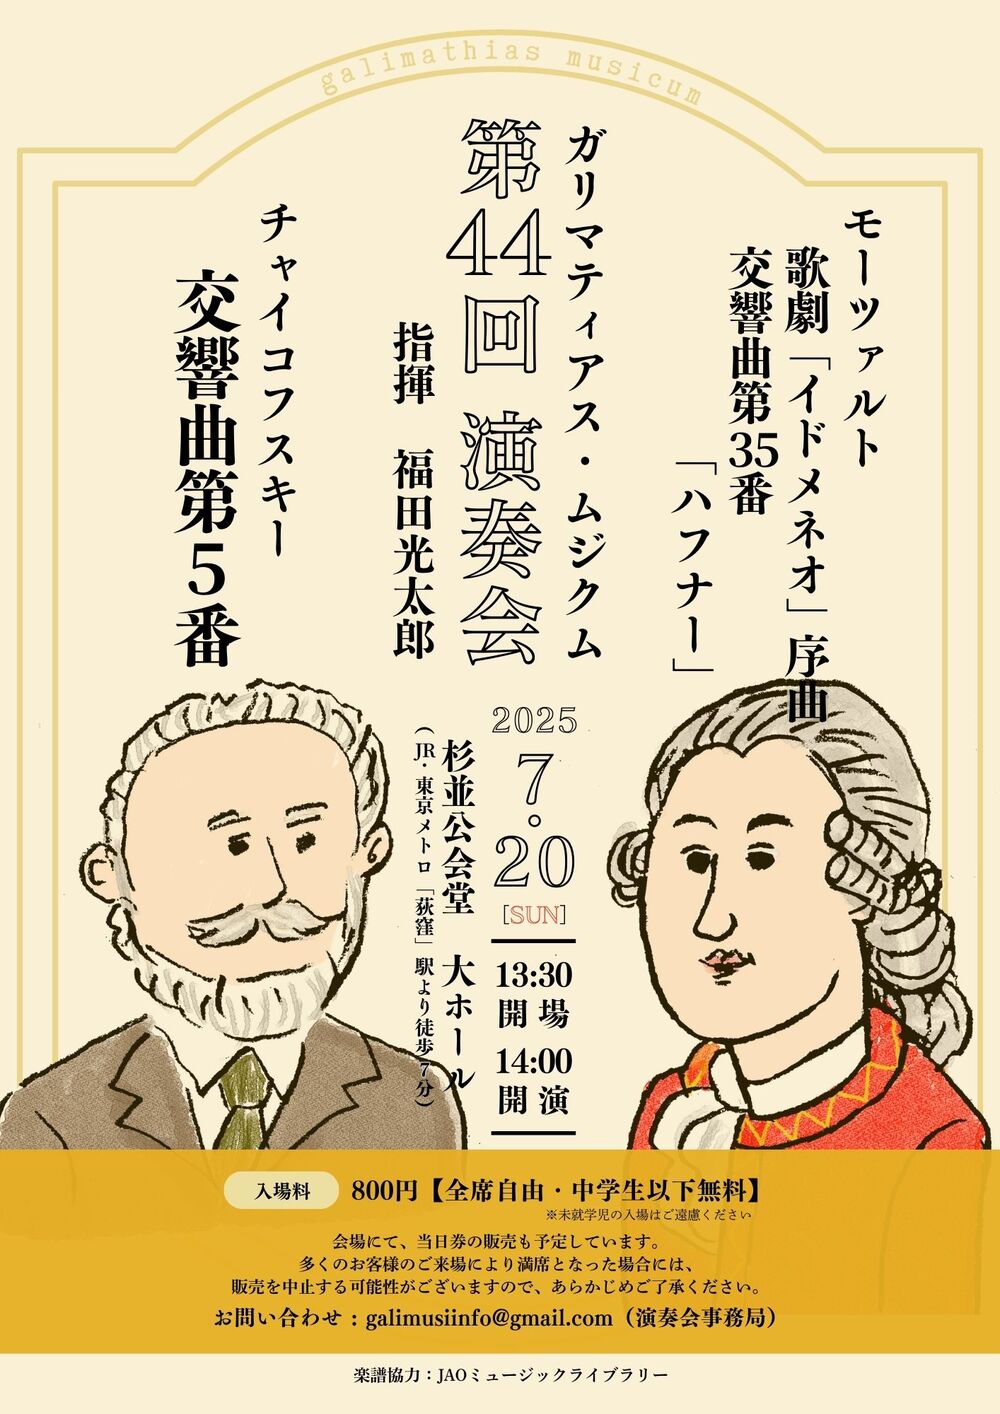 galimathias musicum
モーツァルト
歌劇「イドメネオ」序曲
交響曲第35番
「ハフナー」
ガリマティアス・ムジクム
第44回 演奏会
指揮 福田光太郎
チャイコフスキー
交響曲第5番
2025
7.20
[SUN]
13:30
開場
14:00
開演
杉並公会堂 大ホール
（JR・東京メトロ「荻窪」駅より徒歩7分）
入場料 800円【全席自由・中学生以下無料】
※未就学児の入場はご遠慮ください
会場にて、当日券の販売も予定しています。
多くのお客様のご来場により満席となった場合には、
販売を中止する可能性がございますので、あらかじめご了承ください。
お問い合わせ：galimusiinfo@gmail.com（演奏会事務局）
楽譜協力：JAOミュージックライブラリー